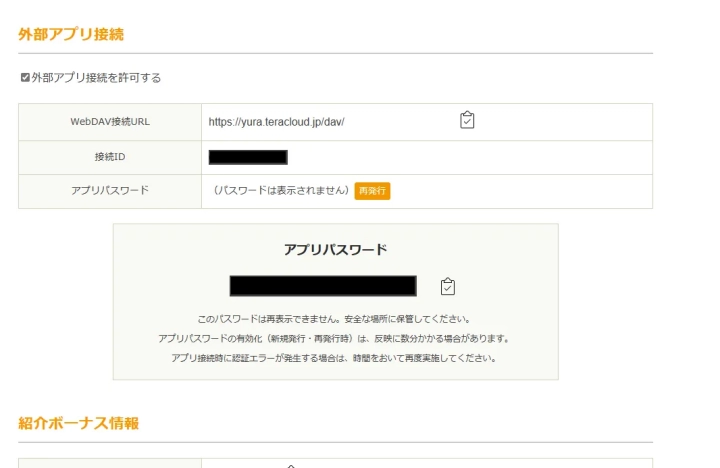 外部アプリ接続
外部アプリ接続を許可する
WebDAV接続URL https://yura.teracloud.jp/dav/
接続ID
アプリパスワード （パスワードは表示されません） 再発行
アプリパスワード
このパスワードは再表示できません。安全な場所に保管してください。
アプリパスワードの有効化（新規発行・再発行時）は、反映に数分かかる場合があります。
アプリ接続時に認証エラーが発生する場合は、時間をおいて再度実施してください。
紹介ボーナス情報